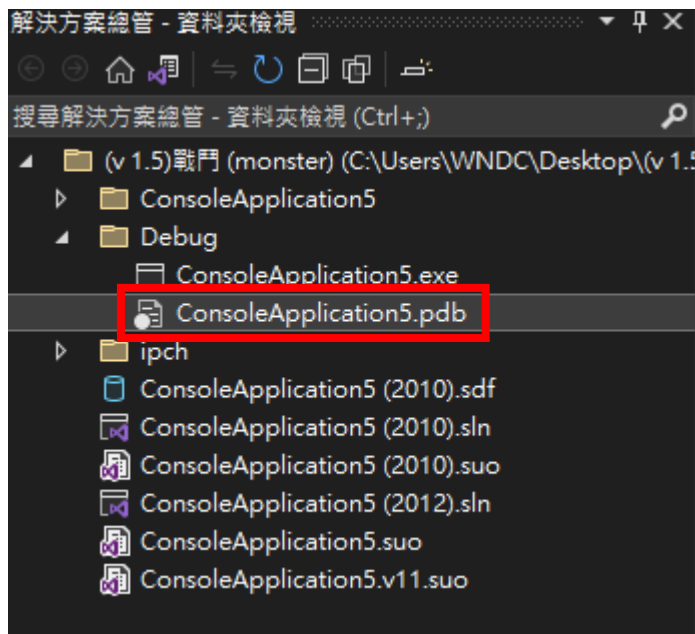 解決方案總管 - 資料夾檢視
搜尋解決方案總管 - 資料夾檢視 (Ctrl+;)
(v 1.5)戰鬥 (monster) (C:\Users\WNDC\Desktop\(v 1.5
ConsoleApplication5
Debug
ConsoleApplication5.exe
ConsoleApplication5.pdb
ipch
ConsoleApplication5 (2010).sdf
ConsoleApplication5 (2010).sln
ConsoleApplication5 (2010).suo
ConsoleApplication5 (2012).sln
ConsoleApplication5.suo
ConsoleApplication5.v11.suo